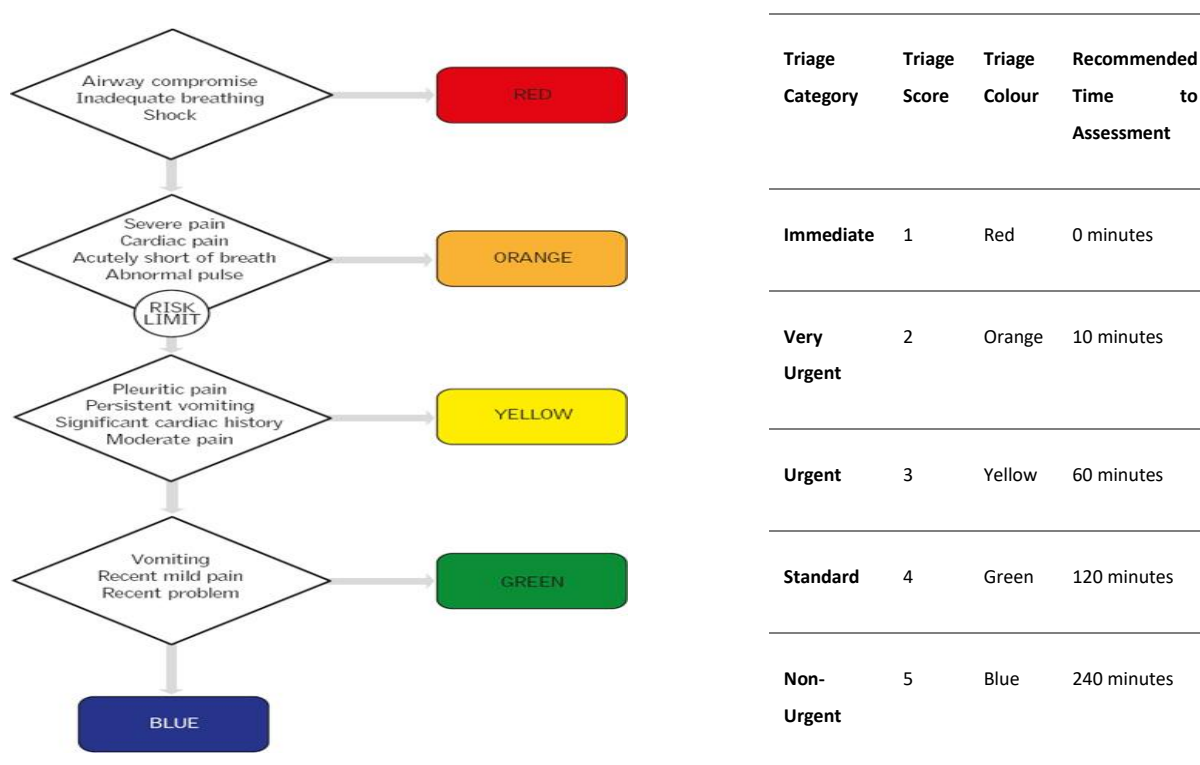 Airway compromise
Inadequate breathing
Shock
RED
Severe pain
Cardiac pain
Acutely short of breath
Abnormal pulse
ORANGE
RISK
LIMIT
Pleuritic pain
Persistent vomiting
Significant cardiac history
Moderate pain
YELLOW
Vomiting
Recent mild pain
Recent problem
GREEN
BLUE
Triage Triage Triage Recommended
Category Score Colour Time to
Assessment
Immediate 1 Red 0 minutes
Very 2 Orange 10 minutes
Urgent
Urgent 3 Yellow 60 minutes
Standard 4 Green 120 minutes
Non- 5 Blue 240 minutes
Urgent